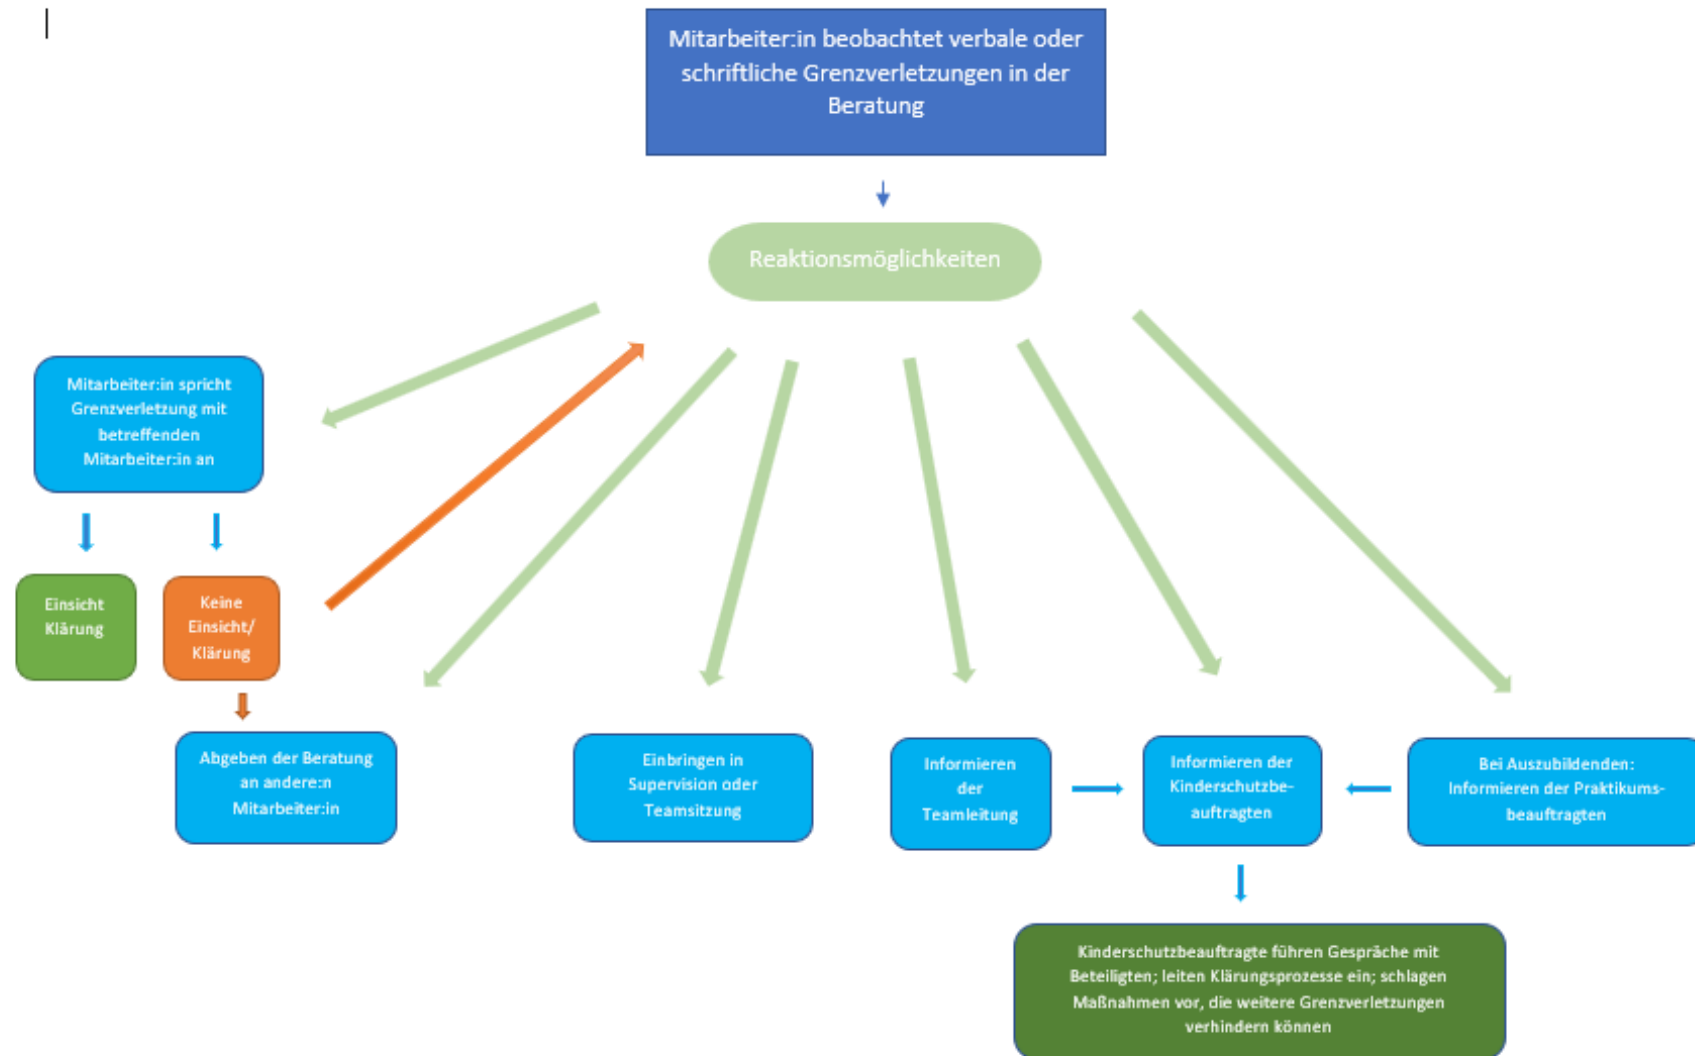 Mitarbeiter:in beobachtet verbale oder
schriftliche Grenzverletzungen in der
Beratung
Reaktionsmöglichkeiten
Mitarbeiter:in spricht
Grenzverletzung mit
betreffenden
Mitarbeiter:in an
Einsicht
Klärung
Keine
Einsicht/
Klärung
Abgeben der Beratung
an andere:n
Mitarbeiter:in
Einbringen in
Supervision oder
Teamsitzung
Informieren
der
Teamleitung
Informieren der
Kinderschutzbe-
auftragten
Bei Auszubildenden:
Informieren der Praktikums-
beauftragten
Kinderschutzbeauftragte führen Gespräche mit
Beteiligten; leiten Klärungsprozesse ein; schlagen
Maßnahmen vor, die weitere Grenzverletzungen
verhindern können